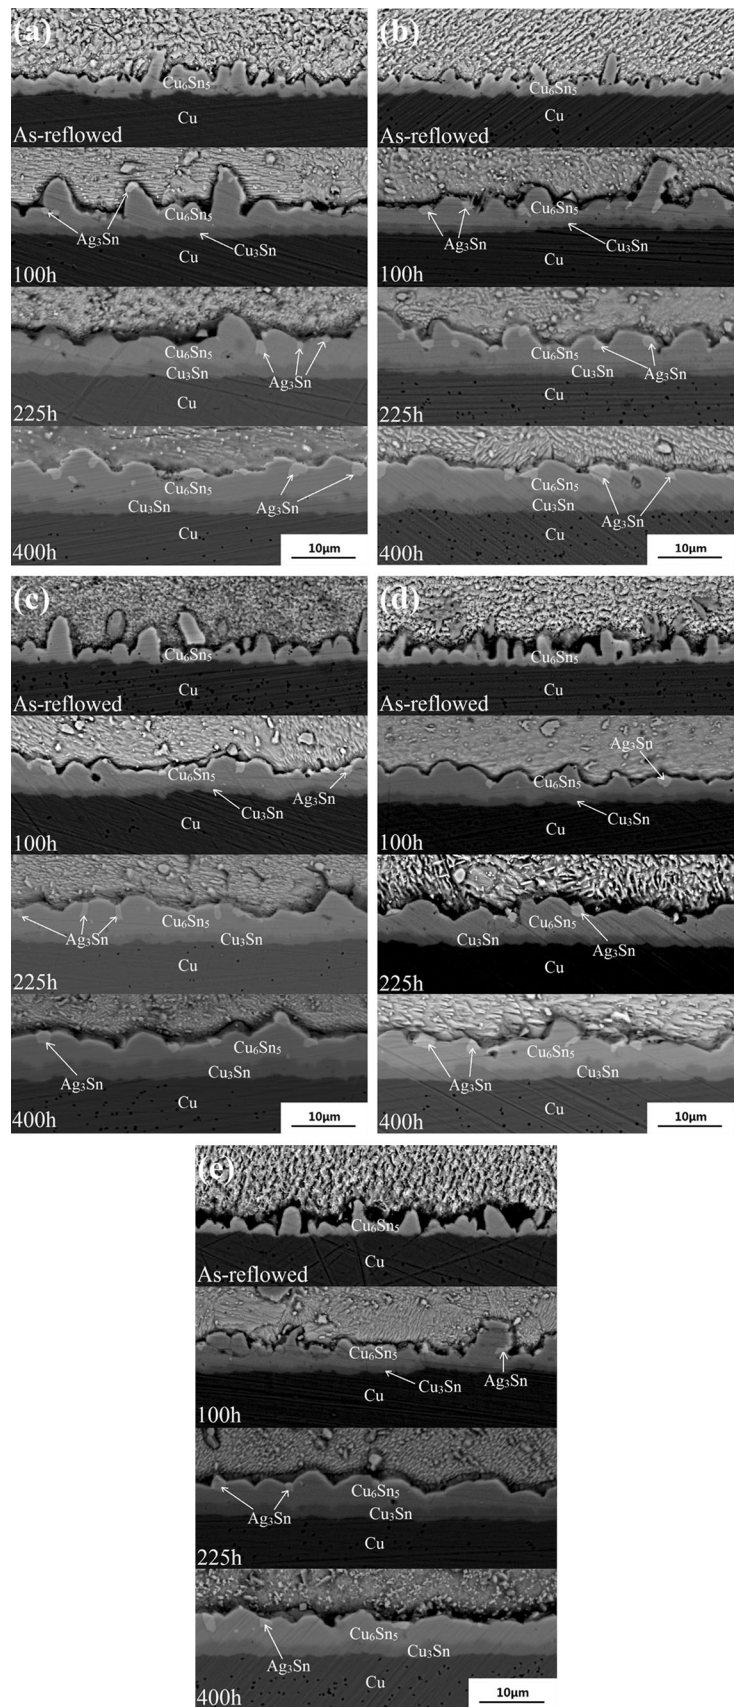 (a)
Cu₆Sn₅
Cu
As-reflowed
Cu₆Sn₅
Ag₃Sn
Cu₃Sn
Cu
100h
Cu₆Sn₅
Cu₃Sn
Ag₃Sn
Cu
225h
Cu₆Sn₅
Cu₃Sn
Ag₃Sn
Cu
400h
10μm
(b)
Cu₆Sn₅
Cu
As-reflowed
Cu₆Sn₅
Ag₃Sn
Cu₃Sn
Cu
100h
Cu₆Sn₅
Cu₃Sn
Ag₃Sn
Cu
225h
Cu₆Sn₅
Cu₃Sn
Ag₃Sn
Cu
400h
10μm
(c)
Cu₆Sn₅
Cu
As-reflowed
Cu₆Sn₅
Ag₃Sn
Cu₃Sn
Cu
100h
Cu₆Sn₅
Ag₃Sn
Cu₃Sn
Cu
225h
Cu₆Sn₅
Cu₃Sn
Ag₃Sn
Cu
400h
10μm
(d)
Cu₆Sn₅
Cu
As-reflowed
Ag₃Sn
Cu₆Sn₅
Cu₃Sn
Cu
100h
Cu₆Sn₅
Cu₃Sn
Ag₃Sn
Cu
225h
Cu₆Sn₅
Cu₃Sn
Ag₃Sn
Cu
400h
10μm
(e)
Cu₆Sn₅
Cu
As-reflowed
Cu₆Sn₅
Ag₃Sn
Cu₃Sn
Cu
100h
Cu₆Sn₅
Cu₃Sn
Ag₃Sn
Cu
225h
Cu₆Sn₅
Cu₃Sn
Ag₃Sn
Cu
400h
10μm